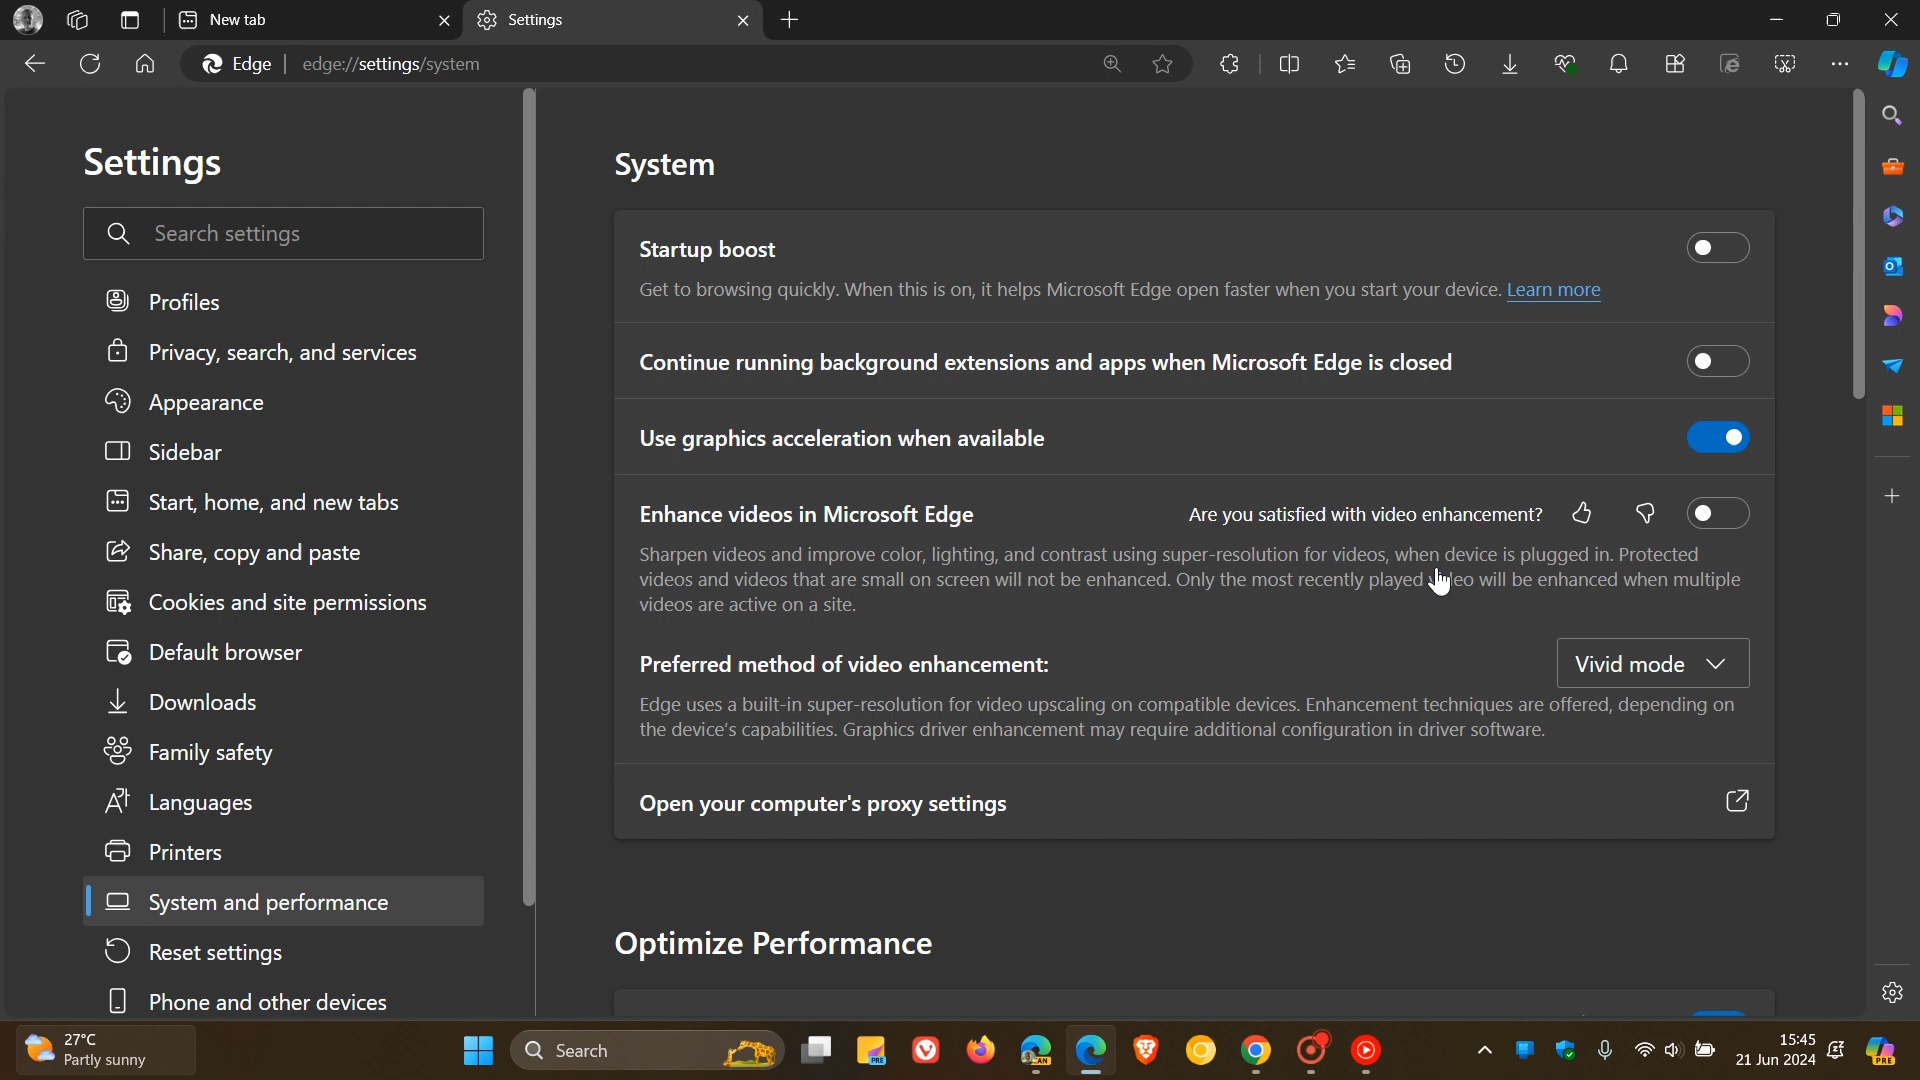 New tab
Settings
Edge
edge://settings/system
Settings
Search settings
Profiles
Privacy, search, and services
Appearance
Sidebar
Start, home, and new tabs
Share, copy and paste
Cookies and site permissions
Default browser
Downloads
Family safety
Languages
Printers
System and performance
Reset settings
Phone and other devices
System
Startup boost
Get to browsing quickly. When this is on, it helps Microsoft Edge open faster when you start your device. Learn more
Continue running background extensions and apps when Microsoft Edge is closed
Use graphics acceleration when available
Enhance videos in Microsoft Edge
Are you satisfied with video enhancement?
Sharpen videos and improve color, lighting, and contrast using super-resolution for videos, when device is plugged in. Protected
videos and videos that are small on screen will not be enhanced. Only the most recently played video will be enhanced when multiple
videos are active on a site.
Preferred method of video enhancement:
Vivid mode
Edge uses a built-in super-resolution for video upscaling on compatible devices. Enhancement techniques are offered, depending on
the device's capabilities. Graphics driver enhancement may require additional configuration in driver software.
Open your computer's proxy settings
Optimize Performance
27°C
Partly sunny
Search
PRE
CAN
15:45
21 Jun 2024
PRE